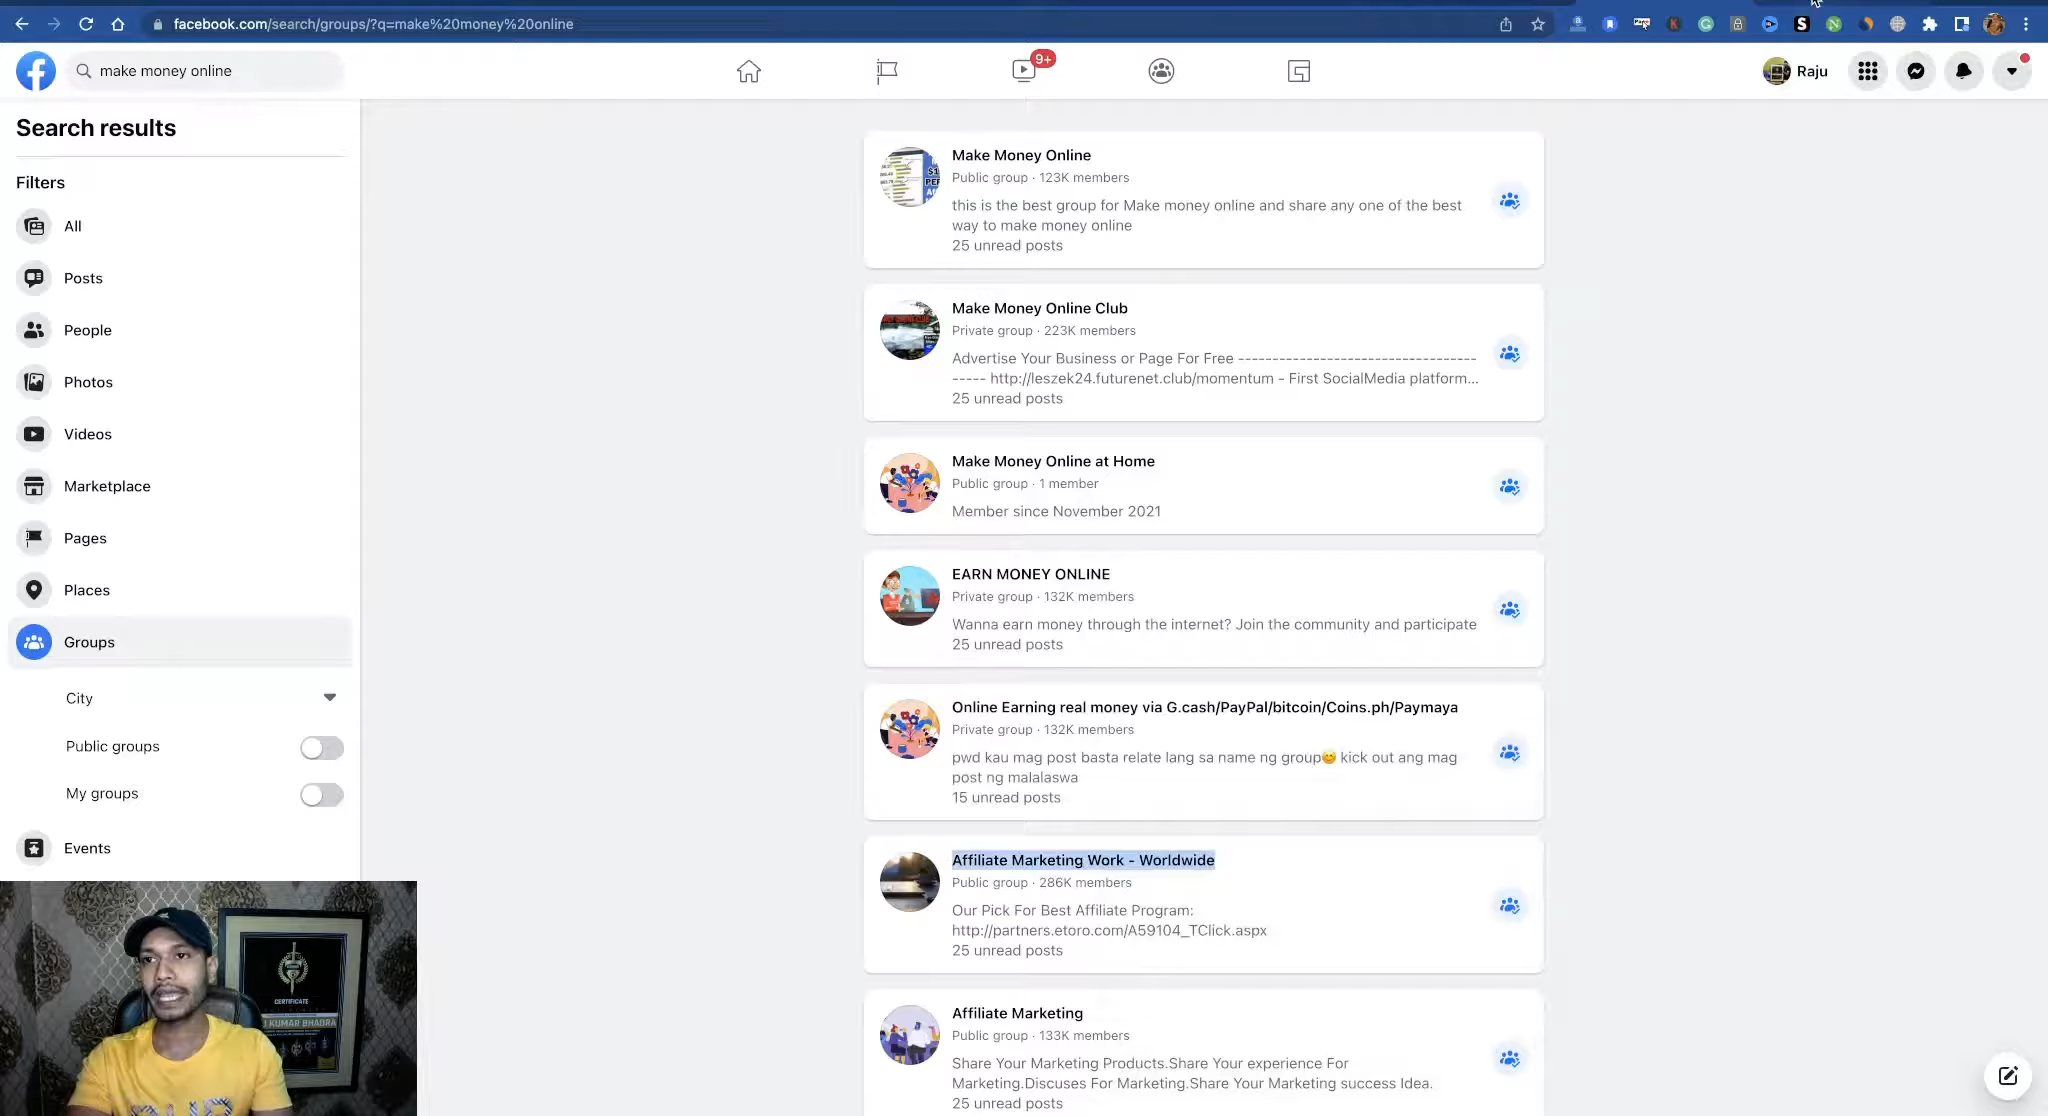 facebook.com/search/groups/?q=make%20money%20online
make money online
9+
Raju
Search results
Filters
All
Posts
People
Photos
Videos
Marketplace
Pages
Places
Groups
City
Public groups
My groups
Events
Make Money Online
Public group · 123K members
this is the best group for Make money online and share any one of the best
way to make money online
25 unread posts
Make Money Online Club
Private group · 223K members
Advertise Your Business or Page For Free -----------------------------------
----- http://leszek24.futurenet.club/momentum - First SocialMedia platform...
25 unread posts
Make Money Online at Home
Public group · 1 member
Member since November 2021
EARN MONEY ONLINE
Private group · 132K members
Wanna earn money through the internet? Join the community and participate
25 unread posts
Online Earning real money via G.cash/PayPal/bitcoin/Coins.ph/Paymaya
Private group · 132K members
pwd kau mag post basta relate lang sa name ng group😊 kick out ang mag
post ng malalaswa
15 unread posts
Affiliate Marketing Work - Worldwide
Public group · 286K members
Our Pick For Best Affiliate Program:
http://partners.etoro.com/A59104_TClick.aspx
25 unread posts
Affiliate Marketing
Public group · 133K members
Share Your Marketing Products.Share Your experience For
Marketing.Discuses For Marketing.Share Your Marketing success Idea.
25 unread posts
CERTIFICATE
KUMAR BHABRA